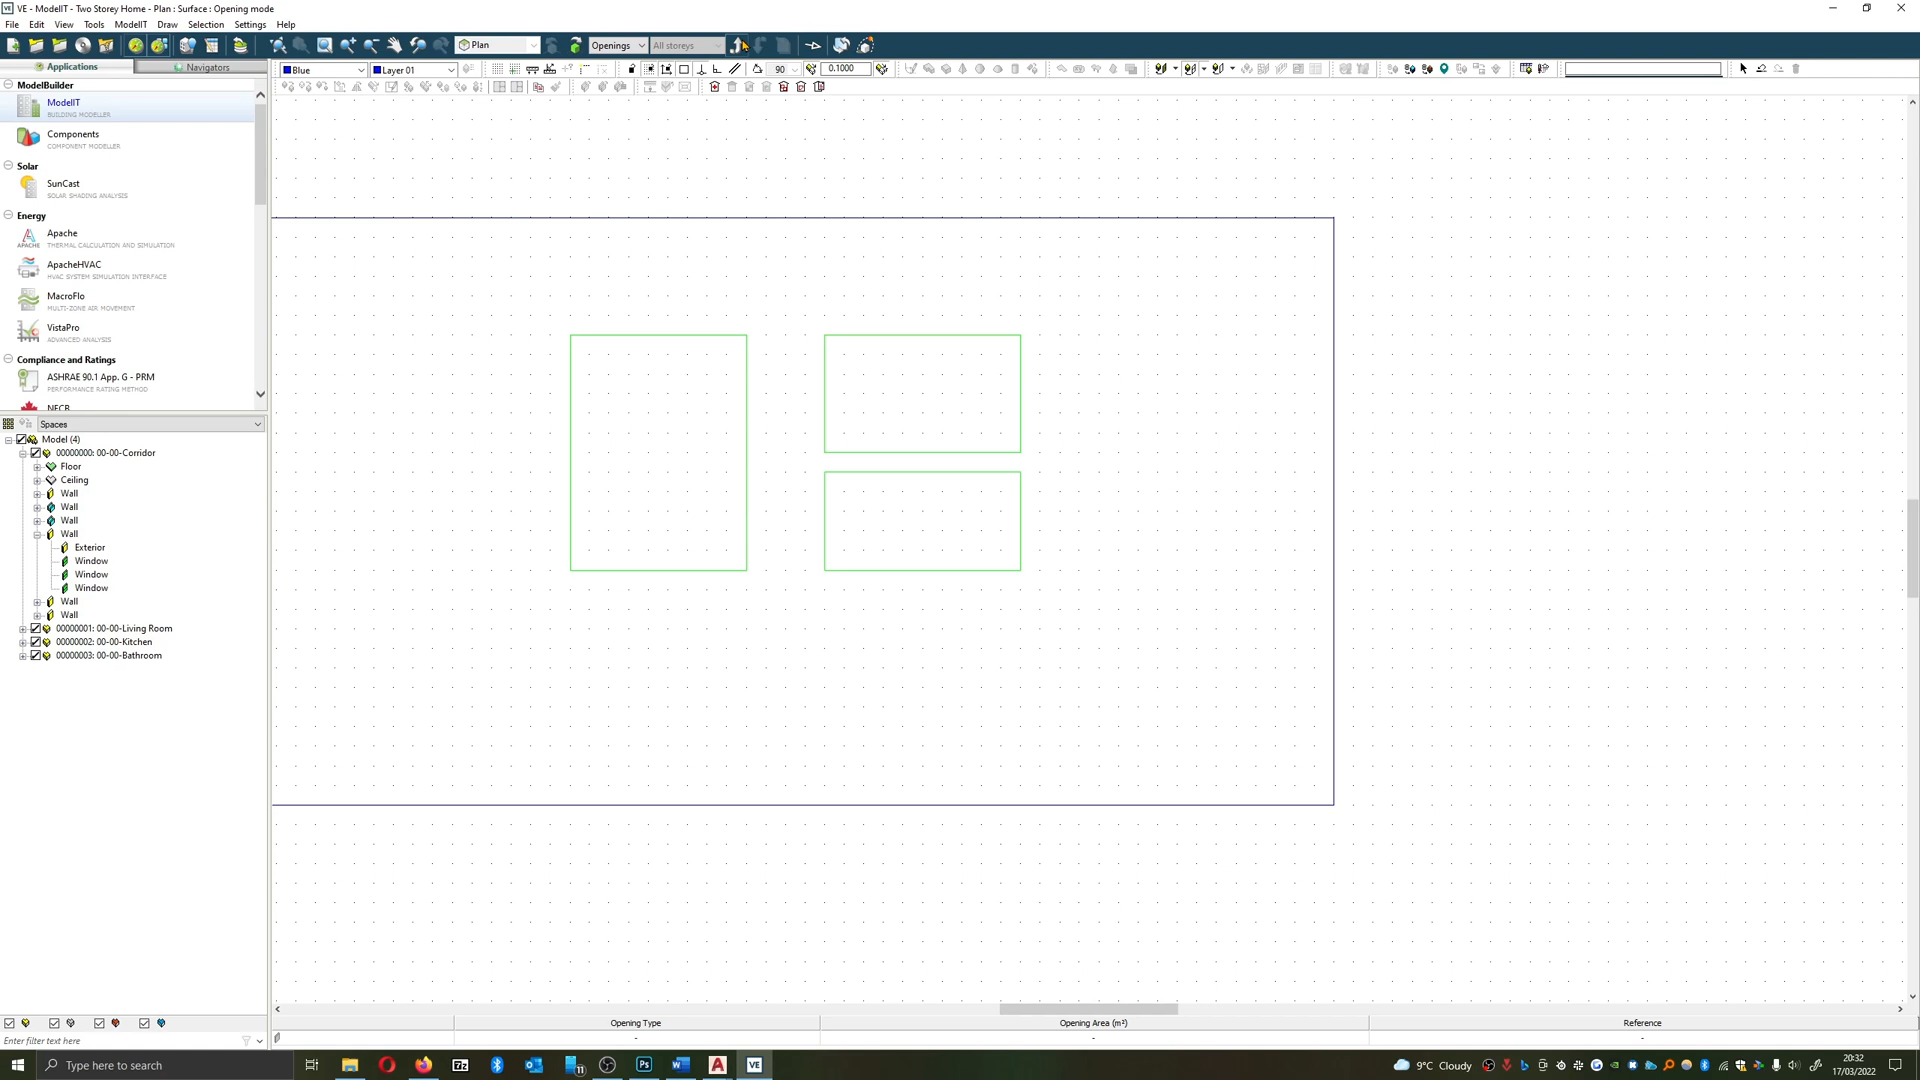 VE - ModelIT - Two Storey Home - Plan : Surface : Opening mode
File Edit View Tools ModelIT Draw Selection Settings Help
Plan Openings All storeys
Applications Navigators
Blue Layer 01 90 0.1000
ModelBuilder
ModelIT
BUILDING MODELLER
Components
COMPONENT MODELLER
Solar
SunCast
SOLAR SHADING ANALYSIS
Energy
Apache
APACHE THERMAL CALCULATION AND SIMULATION
ApacheHVAC
HVAC SYSTEM SIMULATION INTERFACE
MacroFlo
MULTI-ZONE AIR MOVEMENT
VistaPro
ADVANCED ANALYSIS
Compliance and Ratings
ASHRAE 90.1 App. G - PRM
PERFORMANCE RATING METHOD
NECB
Spaces
Model (4)
00000000: 00-00-Corridor
Floor
Ceiling
Wall
Wall
Wall
Wall
Exterior
Window
Window
Window
Wall
Wall
00000001: 00-00-Living Room
00000002: 00-00-Kitchen
00000003: 00-00-Bathroom
Enter filter text here
Opening Type Opening Area (m²) Reference
- - -
Type here to search
7z 11 Ps W A VE
9°C Cloudy
20:32
17/03/2022